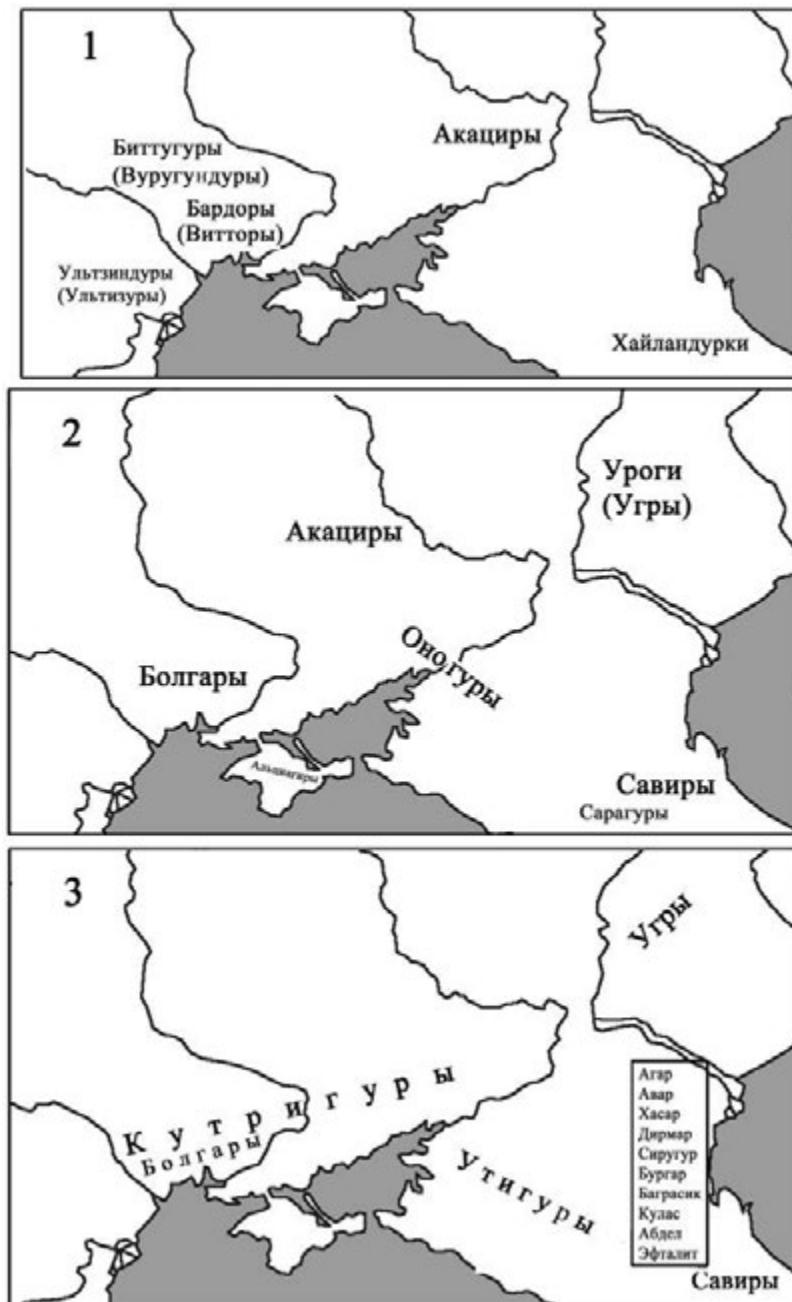 1
Акациры
Биттугуры
(Вуругундуры)
Бардоры
(Витторы)
Ультзиндуры
(Ультизуры)
Хайландурки
2
Уроги
(Угры)
Акациры
Оногуры
Болгары
Альциагиры
Савиры
Сарагуры
3
Угры
Кутригуры
Болгары
Утигуры
Агар
Авар
Хасар
Дирмар
Сиругур
Бургар
Баграсик
Кулас
Абдел
Эфталит
Савиры